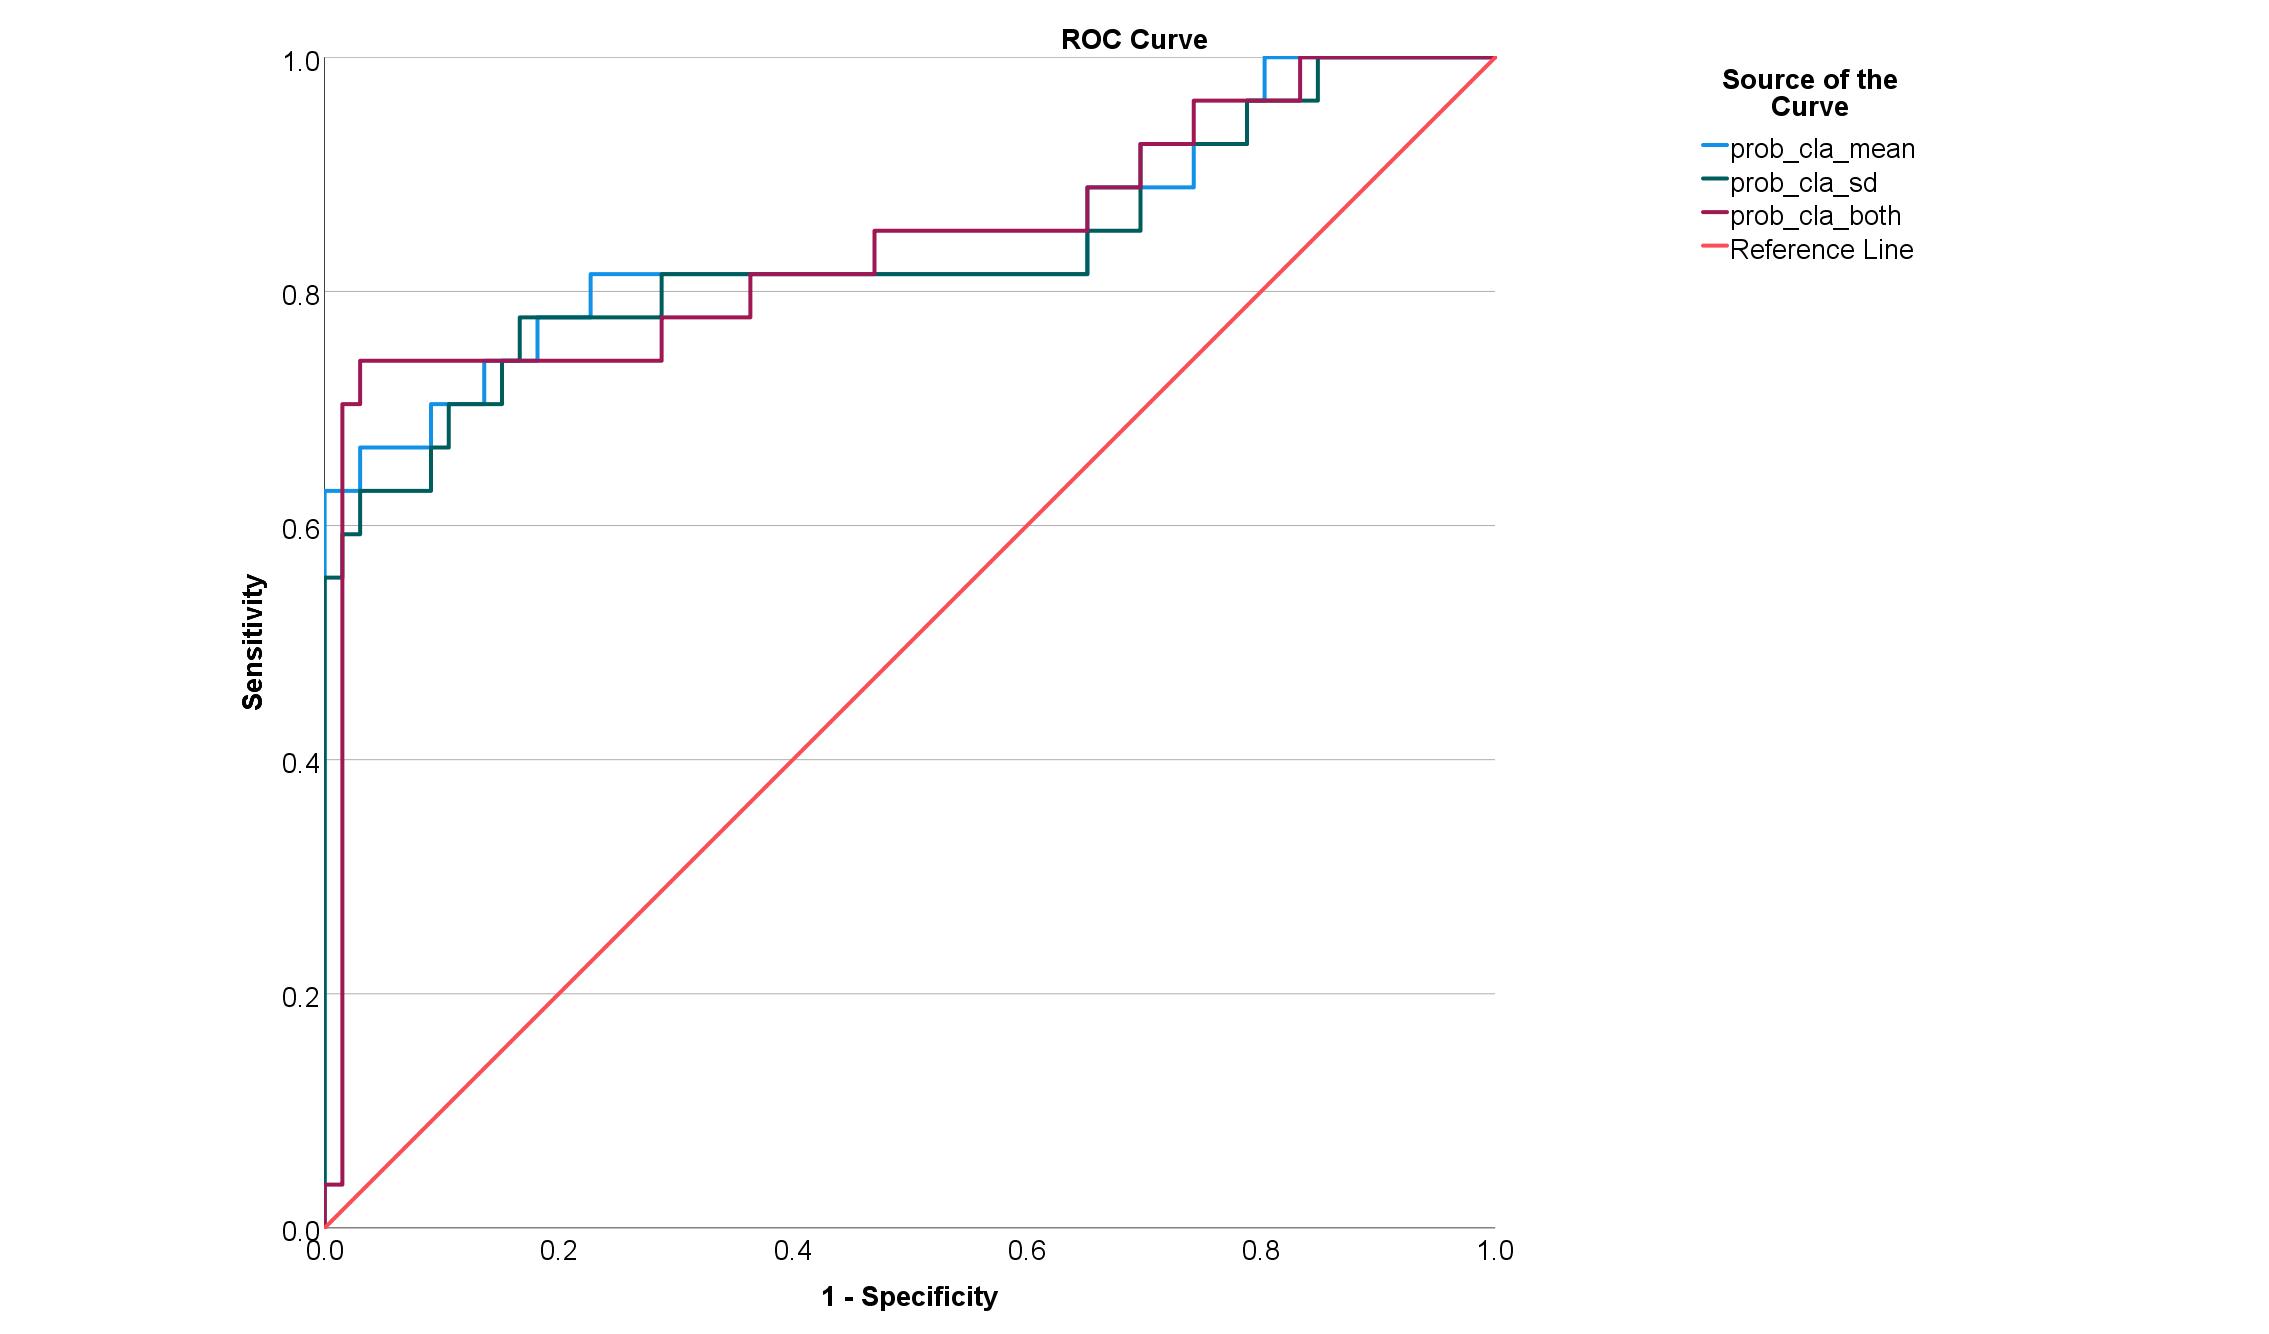 ROC Curve
1.0
0.8
0.6
0.4
0.2
0.0
Sensitivity
0.0
0.2
0.4
0.6
0.8
1.0
1 - Specificity
Source of the
Curve
prob_cla_mean
prob_cla_sd
prob_cla_both
Reference Line